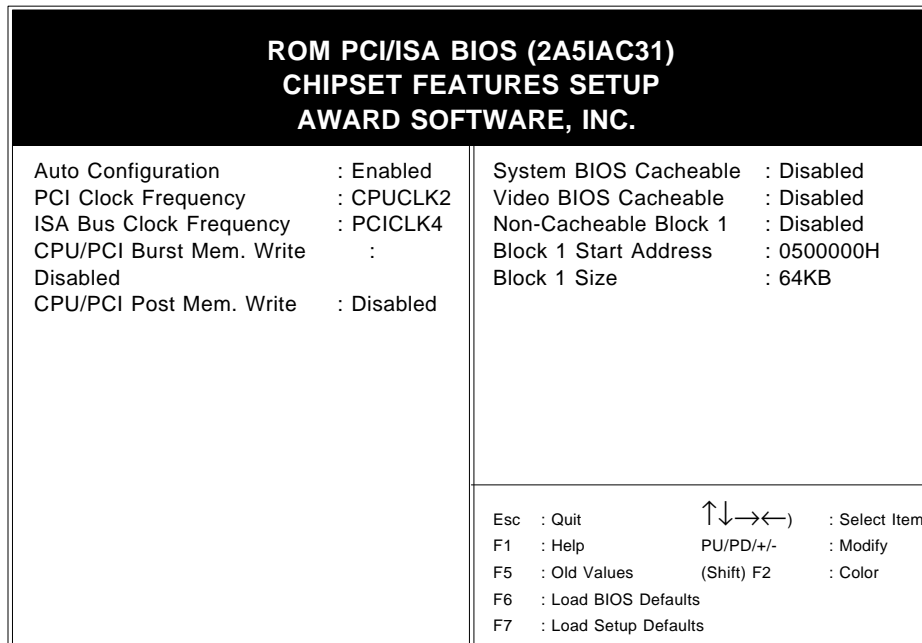 ROM PCI/ISA BIOS (2A5IAC31)
CHIPSET FEATURES SETUP
AWARD SOFTWARE, INC.
Auto Configuration : Enabled
PCI Clock Frequency : CPUCLK2
ISA Bus Clock Frequency : PCICLK4
CPU/PCI Burst Mem. Write :
Disabled
CPU/PCI Post Mem. Write : Disabled
System BIOS Cacheable : Disabled
Video BIOS Cacheable : Disabled
Non-Cacheable Block 1 : Disabled
Block 1 Start Address : 0500000H
Block 1 Size : 64KB
Esc : Quit ↑↓→←) : Select Item
F1 : Help PU/PD/+/- : Modify
F5 : Old Values (Shift) F2 : Color
F6 : Load BIOS Defaults
F7 : Load Setup Defaults